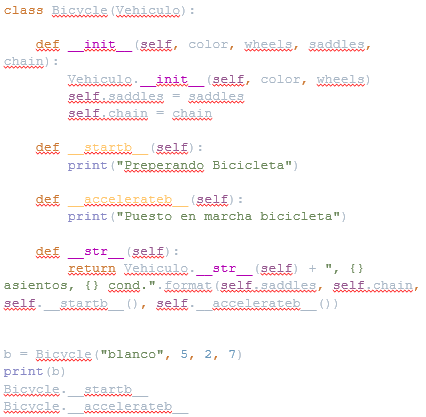 class Bicycle(Vehiculo):
def __init__(self, color, wheels, saddles,
chain):
Vehiculo.__init__(self, color, wheels)
self.saddles = saddles
self.chain = chain
def __startb__(self):
print("Preperando Bicicleta")
def __accelerateb__(self):
print("Puesto en marcha bicicleta")
def __str__(self):
return Vehiculo.__str__(self) + ", {}
asientos, {} cond.".format(self.saddles, self.chain,
self.__startb__(), self.__accelerateb__())
b = Bicycle("blanco", 5, 2, 7)
print(b)
Bicycle.__startb__
Bicycle.__accelerateb__